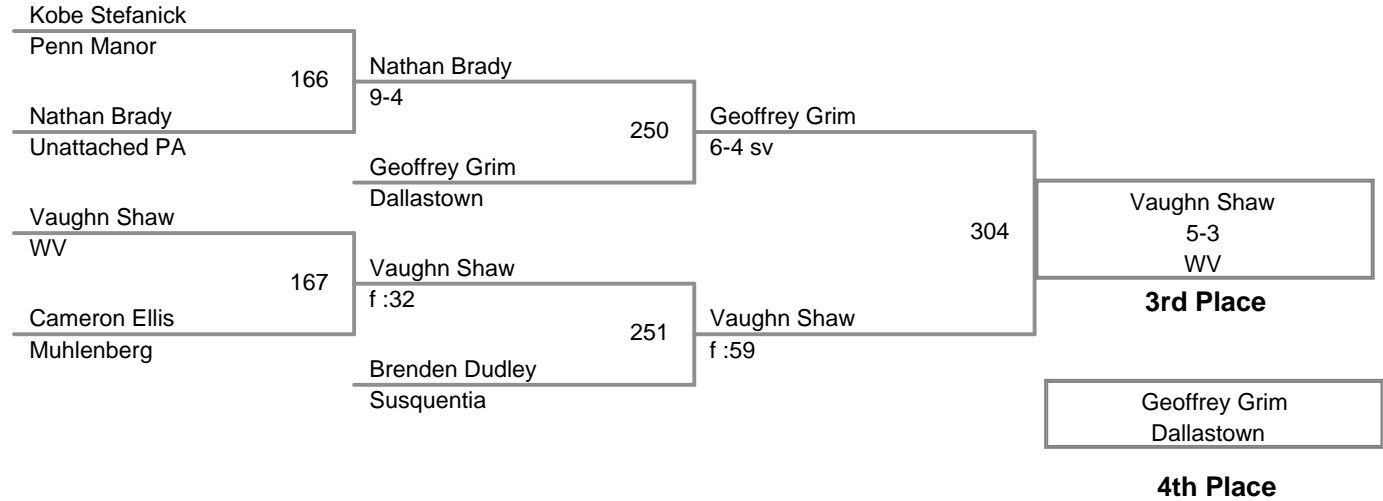 Kobe Stefanick
Penn Manor
166
Nathan Brady
Unattached PA
Nathan Brady
9-4
250
Geoffrey Grim
Dallastown
Vaughn Shaw
WV
167
Cameron Ellis
Muhlenberg
Vaughn Shaw
f :32
251
Brenden Dudley
Susquentia
Geoffrey Grim
6-4 sv
304
Vaughn Shaw
f :59
Vaughn Shaw
5-3
WV
3rd Place
Geoffrey Grim
Dallastown
4th Place